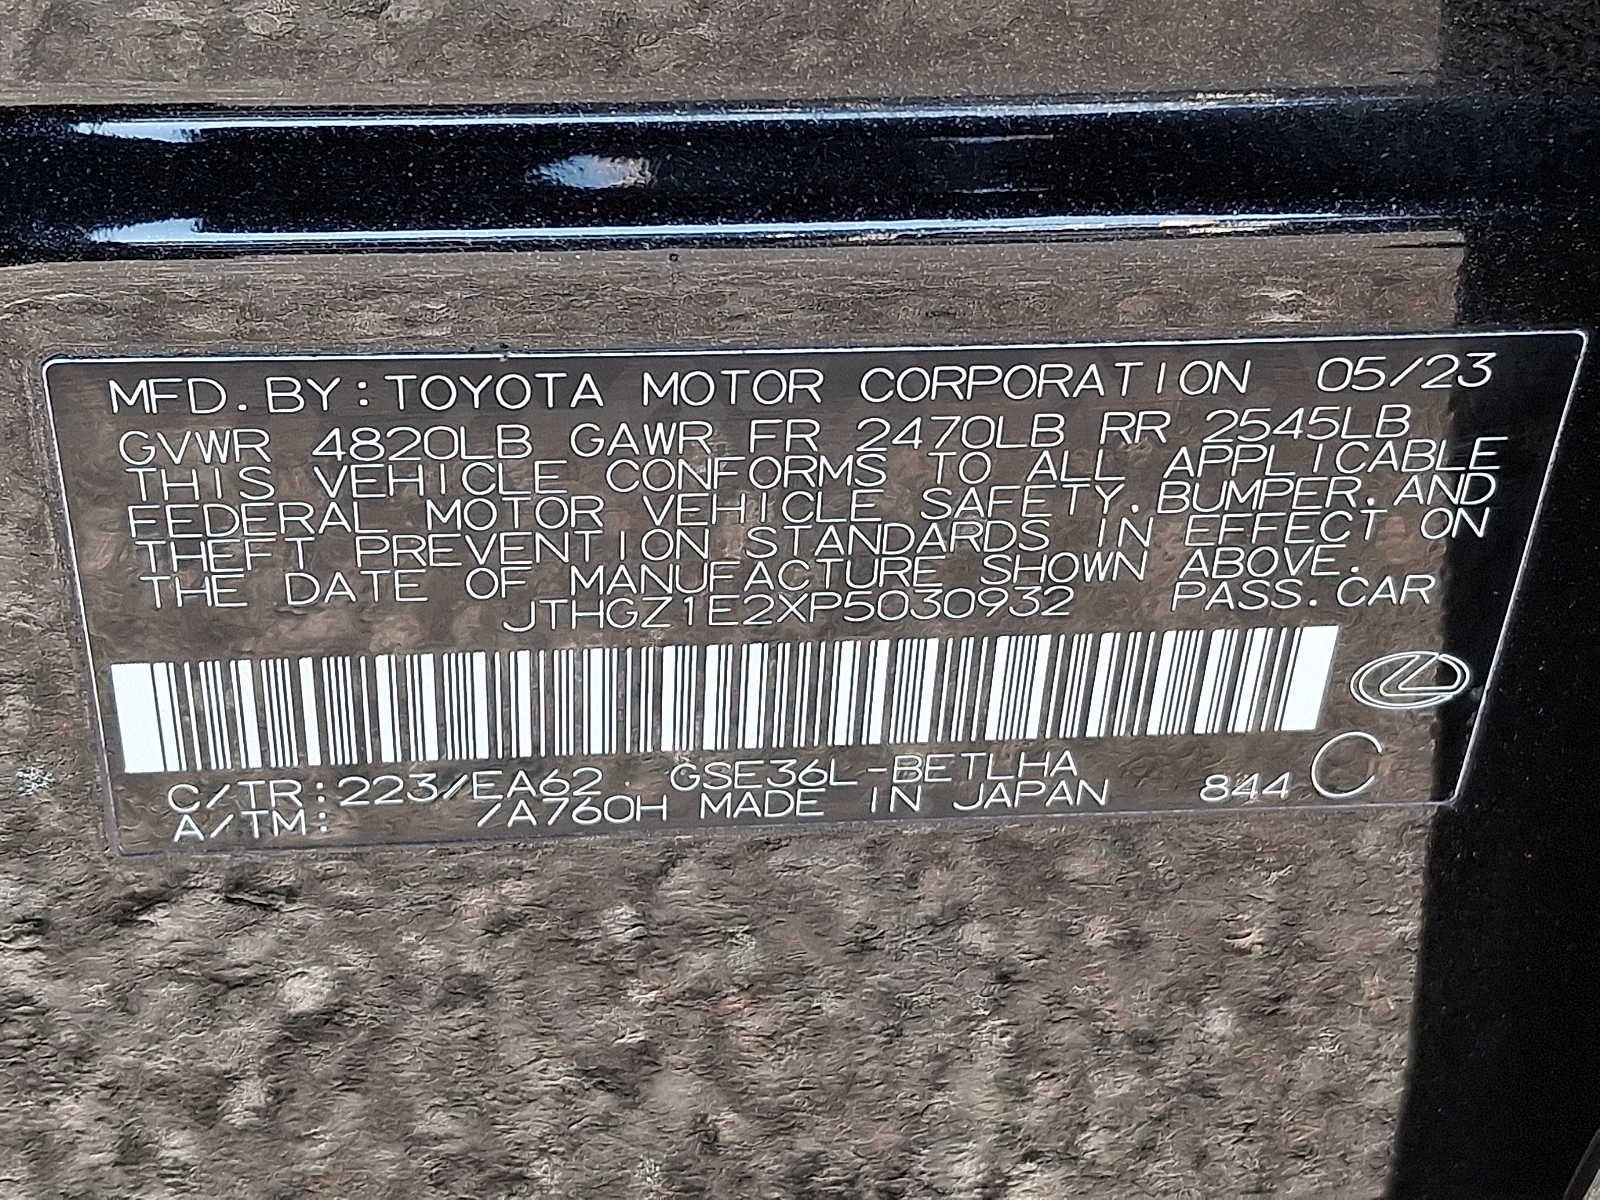 MFD. BY: TOYOTA MOTOR CORPORATION 05/23
GVWR 4820LB GAWR FR 2470LB RR 2545LB
THIS VEHICLE CONFORMS TO ALL APPLICABLE
FEDERAL MOTOR VEHICLE SAFETY. BUMPER. AND
THEFT PREVENTION STANDARDS IN EFFECT ON
THE DATE OF MANUFACTURE SHOWN ABOVE.
JTHGZ1E2XP5030932 PASS. CAR
C/TR: 223/EA62 GSE36L-BETLHA
A/TM: /A760H MADE IN JAPAN 844 C